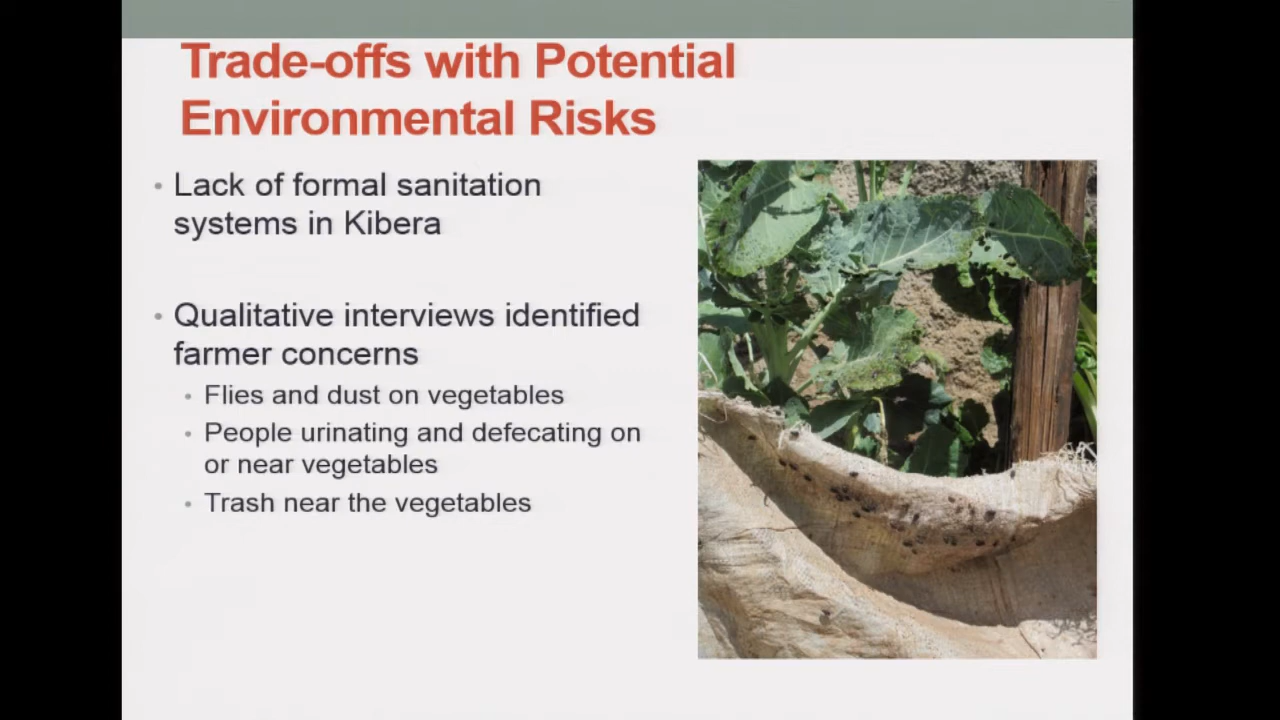 Trade-offs with Potential
Environmental Risks
• Lack of formal sanitation
systems in Kibera
• Qualitative interviews identified
farmer concerns
• Flies and dust on vegetables
• People urinating and defecating on
or near vegetables
• Trash near the vegetables